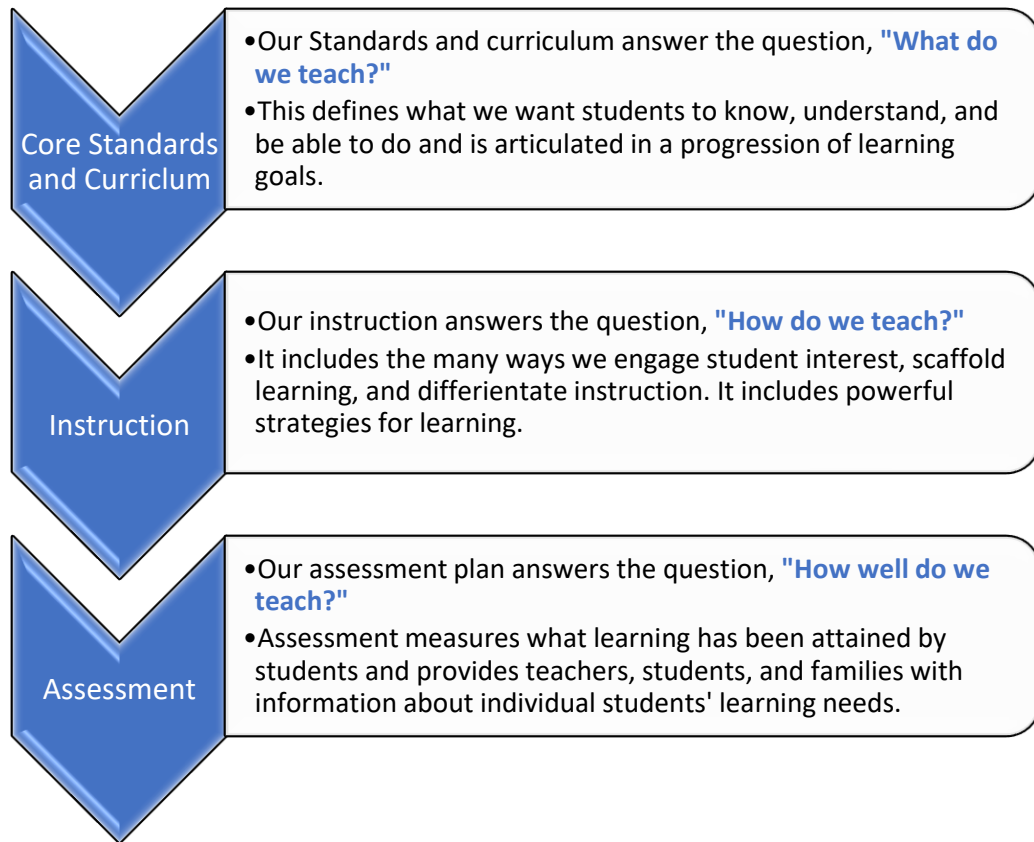 Core Standards
and Curriclum
•Our Standards and curriculum answer the question, "What do
we teach?"
•This defines what we want students to know, understand, and
be able to do and is articulated in a progression of learning
goals.
Instruction
•Our instruction answers the question, "How do we teach?"
•It includes the many ways we engage student interest, scaffold
learning, and differientate instruction. It includes powerful
strategies for learning.
Assessment
•Our assessment plan answers the question, "How well do we
teach?"
•Assessment measures what learning has been attained by
students and provides teachers, students, and families with
information about individual students' learning needs.